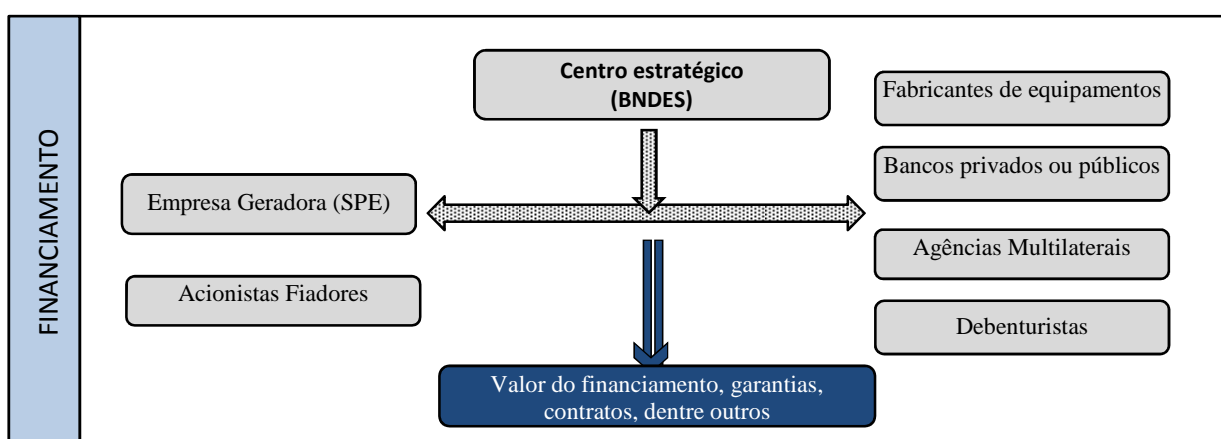 FINANCIAMENTO
Centro estratégico
(BNDES)
Empresa Geradora (SPE)
Acionistas Fiadores
Fabricantes de equipamentos
Bancos privados ou públicos
Agências Multilaterais
Debenturistas
Valor do financiamento, garantias,
contratos, dentre outros